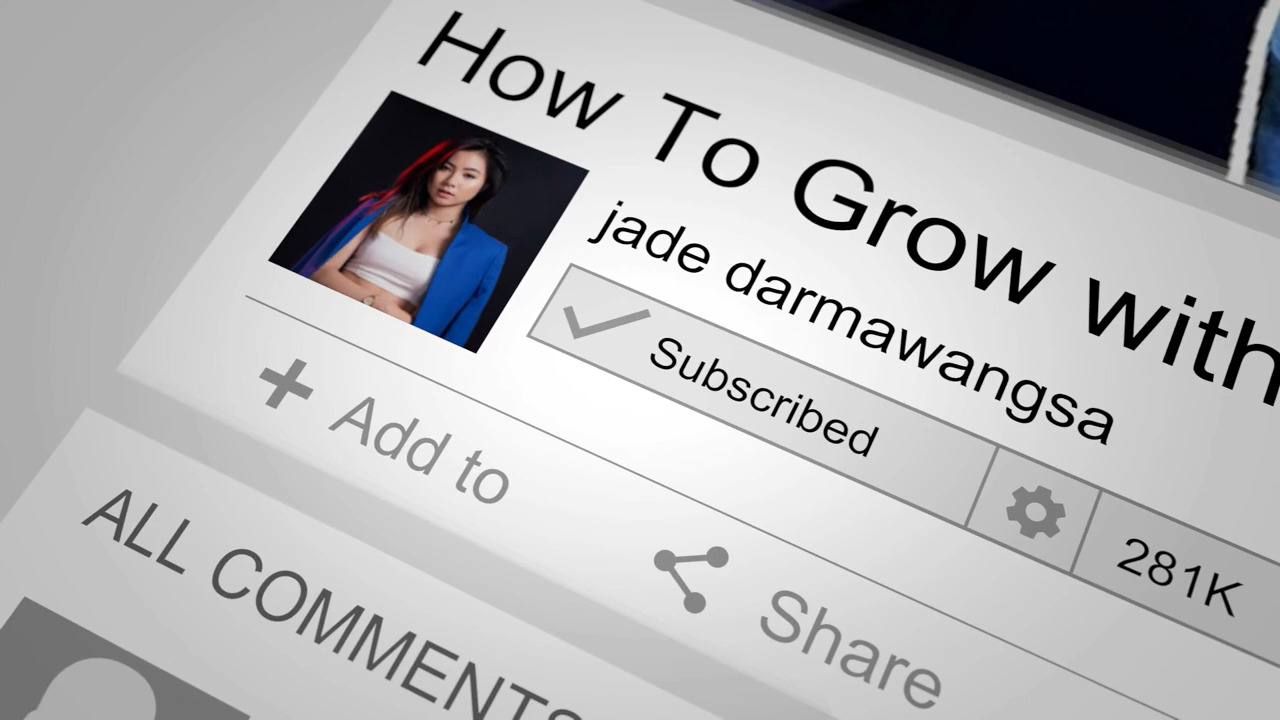 How To Grow with
jade darmawangsa
Subscribed
281K
Add to
Share
ALL COMMENTS